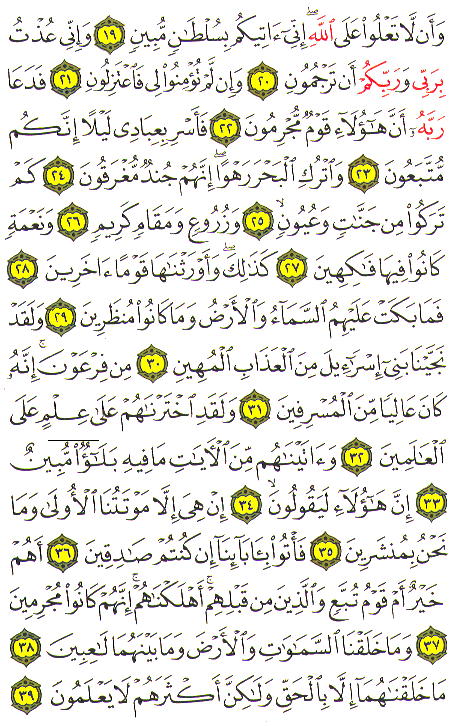 وَأَن لَّا تَعْلُوا۟ عَلَى ٱللَّهِ ۖ إِنِّىٓ ءَاتِيكُم بِسُلْطَـٰنٍ مُّبِينٍ ١٩ وَإِنِّى عُذْتُ
بِرَبِّى وَرَبِّكُمْ أَن تَرْجُمُونِ ٢٠ وَإِن لَّمْ تُؤْمِنُوا۟ لِى فَٱعْتَزِلُونِ ٢١ فَدَعَا
رَبَّهُۥٓ أَنَّ هَـٰٓؤُلَآءِ قَوْمٌ مُّجْرِمُونَ ٢٢ فَأَسْرِ بِعِبَادِى لَيْلًا إِنَّكُم
مُّتَّبَعُونَ ٢٣ وَٱتْرُكِ ٱلْبَحْرَ رَهْوًا ۖ إِنَّهُمْ جُندٌ مُّغْرَقُونَ ٢٤ كَمْ
تَرَكُوا۟ مِن جَنَّـٰتٍ وَعُيُونٍ ٢٥ وَزُرُوعٍ وَمَقَامٍ كَرِيمٍ ٢٦ وَنَعْمَةٍ
كَانُوا۟ فِيهَا فَـٰكِهِينَ ٢٧ كَذَٰلِكَ ۖ وَأَوْرَثْنَـٰهَا قَوْمًا ءَاخَرِينَ ٢٨
فَمَا بَكَتْ عَلَيْهِمُ ٱلسَّمَآءُ وَٱلْأَرْضُ وَمَا كَانُوا۟ مُنظَرِينَ ٢٩ وَلَقَدْ
نَجَّيْنَا بَنِىٓ إِسْرَٰٓءِيلَ مِنَ ٱلْعَذَابِ ٱلْمُهِينِ ٣٠ مِن فِرْعَوْنَ ۚ إِنَّهُۥ
كَانَ عَالِيًا مِّنَ ٱلْمُسْرِفِينَ ٣١ وَلَقَدِ ٱخْتَرْنَـٰهُمْ عَلَىٰ عِلْمٍ عَلَى
ٱلْعَـٰلَمِينَ ٣٢ وَءَاتَيْنَـٰهُم مِّنَ ٱلْـَٔايَـٰتِ مَا فِيهِ بَلَـٰٓؤٌا۟ مُّبِينٌ
٣٣ إِنَّ هَـٰٓؤُلَآءِ لَيَقُولُونَ ٣٤ إِنْ هِىَ إِلَّا مَوْتَتُنَا ٱلْأُولَىٰ وَمَا
نَحْنُ بِمُنشَرِينَ ٣٥ فَأْتُوا۟ بِـَٔابَآئِنَآ إِن كُنتُمْ صَـٰدِقِينَ ٣٦ أَهُمْ
خَيْرٌ أَمْ قَوْمُ تُبَّعٍ وَٱلَّذِينَ مِن قَبْلِهِمْ ۚ أَهْلَكْنَـٰهُمْ ۖ إِنَّهُمْ كَانُوا۟ مُجْرِمِينَ
٣٧ وَمَا خَلَقْنَا ٱلسَّمَـٰوَٰتِ وَٱلْأَرْضَ وَمَا بَيْنَهُمَا لَـٰعِبِينَ ٣٨
مَا خَلَقْنَـٰهُمَآ إِلَّا بِٱلْحَقِّ وَلَـٰكِنَّ أَكْثَرَهُمْ لَا يَعْلَمُونَ ٣٩